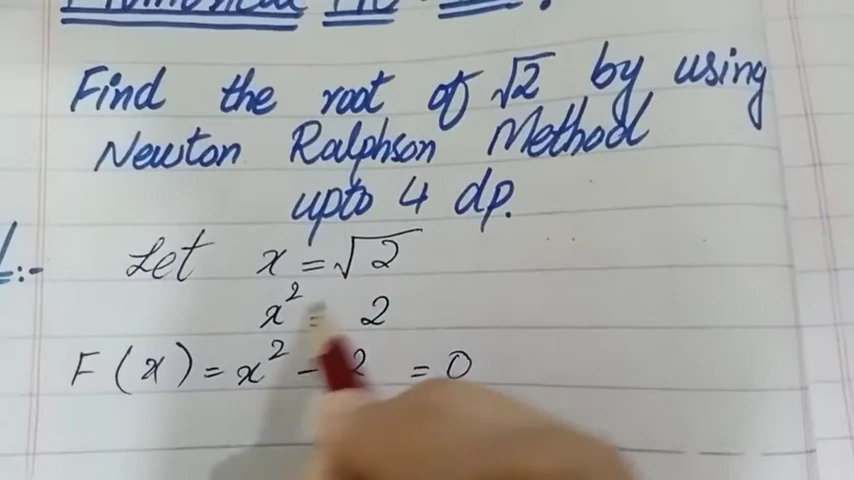 Find the root of √2 by using
Newton Ralphson Method
upto 4 dp.
Let x = √2
x² = 2
F(x) = x² - 2 = 0